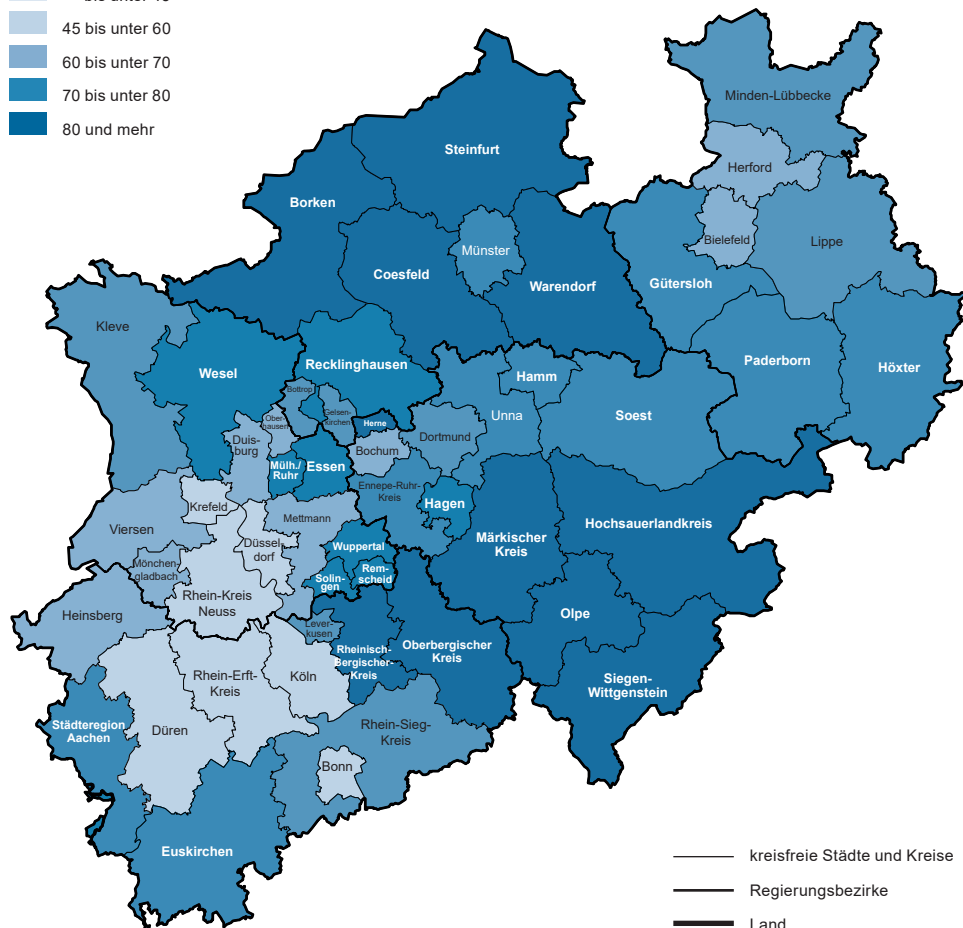 45 bis unter 60
60 bis unter 70
70 bis unter 80
80 und mehr
Minden-Lübbecke
Steinfurt
Herford
Borken
Bielefeld
Lippe
Münster
Coesfeld
Warendorf
Gütersloh
Kleve
Paderborn
Höxter
Wesel
Recklinghausen
Hamm
Bottrop
Gelsen-
kirchen
Unna
Soest
Ober-
hausen
Herne
Dortmund
Duis-
burg
Bochum
Mülh./
Ruhr
Essen
Ennepe-Ruhr-
Kreis
Hagen
Krefeld
Mettmann
Hochsauerlandkreis
Viersen
Düssel-
dorf
Märkischer
Kreis
Wuppertal
Mönchen-
gladbach
Solin-
gen
Rem-
scheid
Rhein-Kreis
Neuss
Heinsberg
Olpe
Lever-
kusen
Oberbergischer
Kreis
Rheinisch-
Bergischer-
Kreis
Rhein-Erft-
Kreis
Köln
Siegen-
Wittgenstein
Städteregion
Aachen
Düren
Rhein-Sieg-
Kreis
Bonn
Euskirchen
kreisfreie Städte und Kreise
Regierungsbezirke
Land